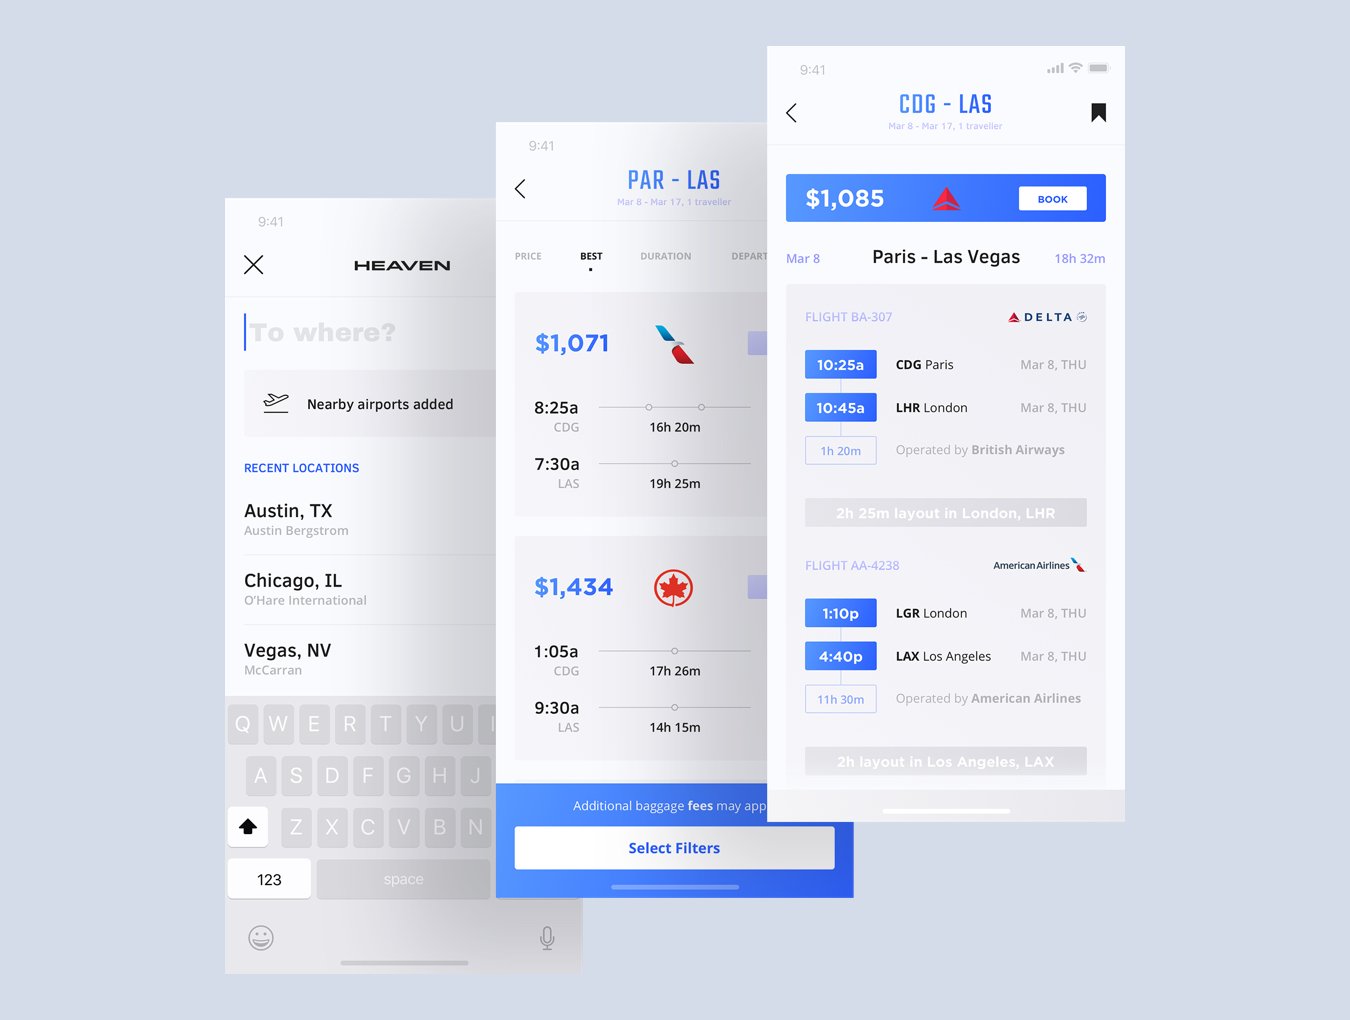 9:41
HEAVEN
To where?
Nearby airports added
RECENT LOCATIONS
Austin, TX
Austin Bergstrom
Chicago, IL
O'Hare International
Vegas, NV
McCarran
Q W E R T Y U I
A S D F G H J
Z X C V B N
123 space
9:41
PAR - LAS
Mar 8 - Mar 17, 1 traveller
PRICE BEST DURATION DEPART
$1,071
8:25a
CDG 16h 20m
7:30a
LAS 19h 25m
$1,434
1:05a
CDG 17h 26m
9:30a
LAS 14h 15m
Additional baggage fees may app
Select Filters
9:41
CDG - LAS
Mar 8 - Mar 17, 1 traveller
$1,085 BOOK
Mar 8 Paris - Las Vegas 18h 32m
FLIGHT BA-307 DELTA
10:25a CDG Paris Mar 8, THU
10:45a LHR London Mar 8, THU
1h 20m Operated by British Airways
2h 25m layout in London, LHR
FLIGHT AA-4238 American Airlines
1:10p LGR London Mar 8, THU
4:40p LAX Los Angeles Mar 8, THU
11h 30m Operated by American Airlines
2h layout in Los Angeles, LAX